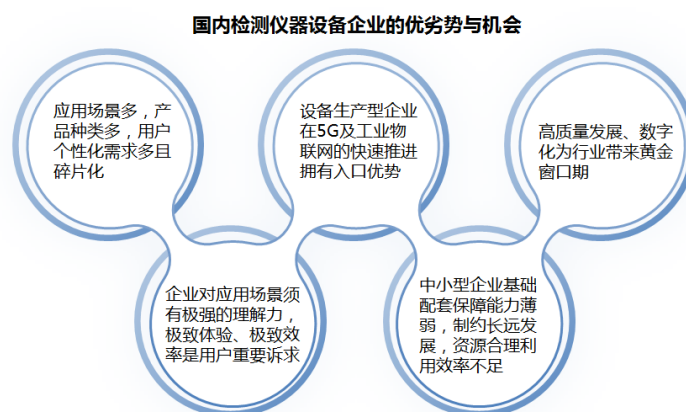 国内检测仪器设备企业的优劣势与机会
应用场景多，产
品种类多，用户
个性化需求多且
碎片化
企业对应用场景须
有极强的理解力，
极致体验、极致效
率是用户重要诉求
设备生产型企业
在5G及工业物
联网的快速推进
拥有入口优势
中小型企业基础
配套保障能力薄
弱，制约长远发
展，资源合理利
用效率不足
高质量发展、数字
化为行业带来黄金
窗口期